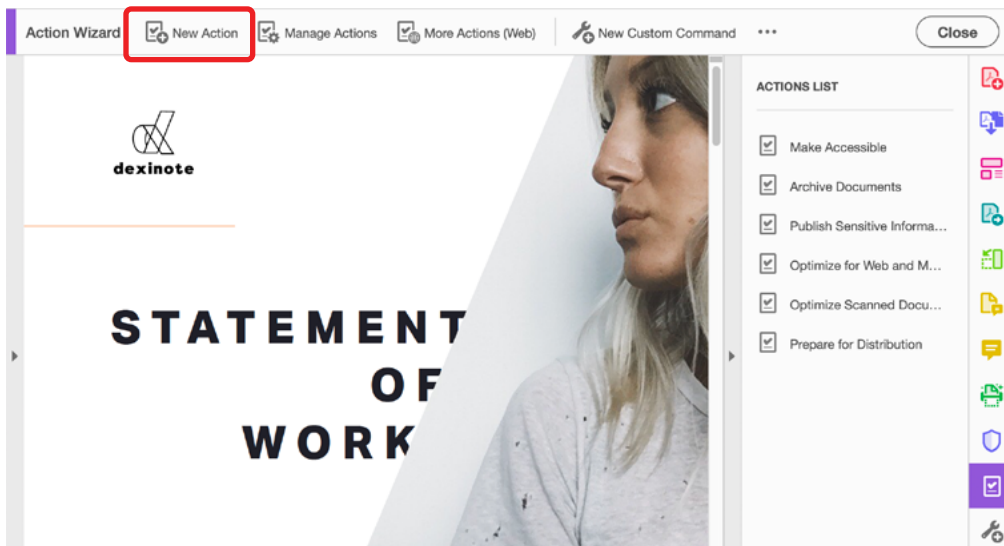 Action Wizard New Action Manage Actions More Actions (Web) New Custom Command ••• Close
dexinote
STATEMENT
OF
WORK
ACTIONS LIST
Make Accessible
Archive Documents
Publish Sensitive Informa...
Optimize for Web and M...
Optimize Scanned Docu...
Prepare for Distribution